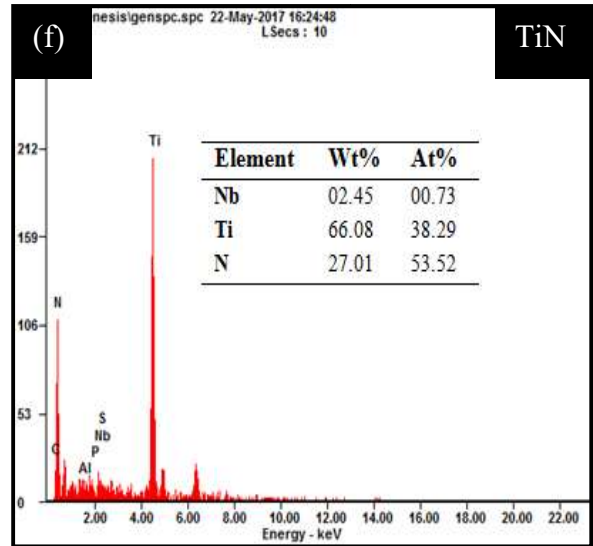 (f)
nesis\genspc.spc 22-May-2017 16:24:48
LSecs : 10
TiN
212
159
106
53
0
Ti
N
C
Al
P
Nb
S
Element Wt% At%
Nb 02.45 00.73
Ti 66.08 38.29
N 27.01 53.52
2.00 4.00 6.00 8.00 10.00 12.00 14.00 16.00 18.00 20.00 22.00
Energy - keV